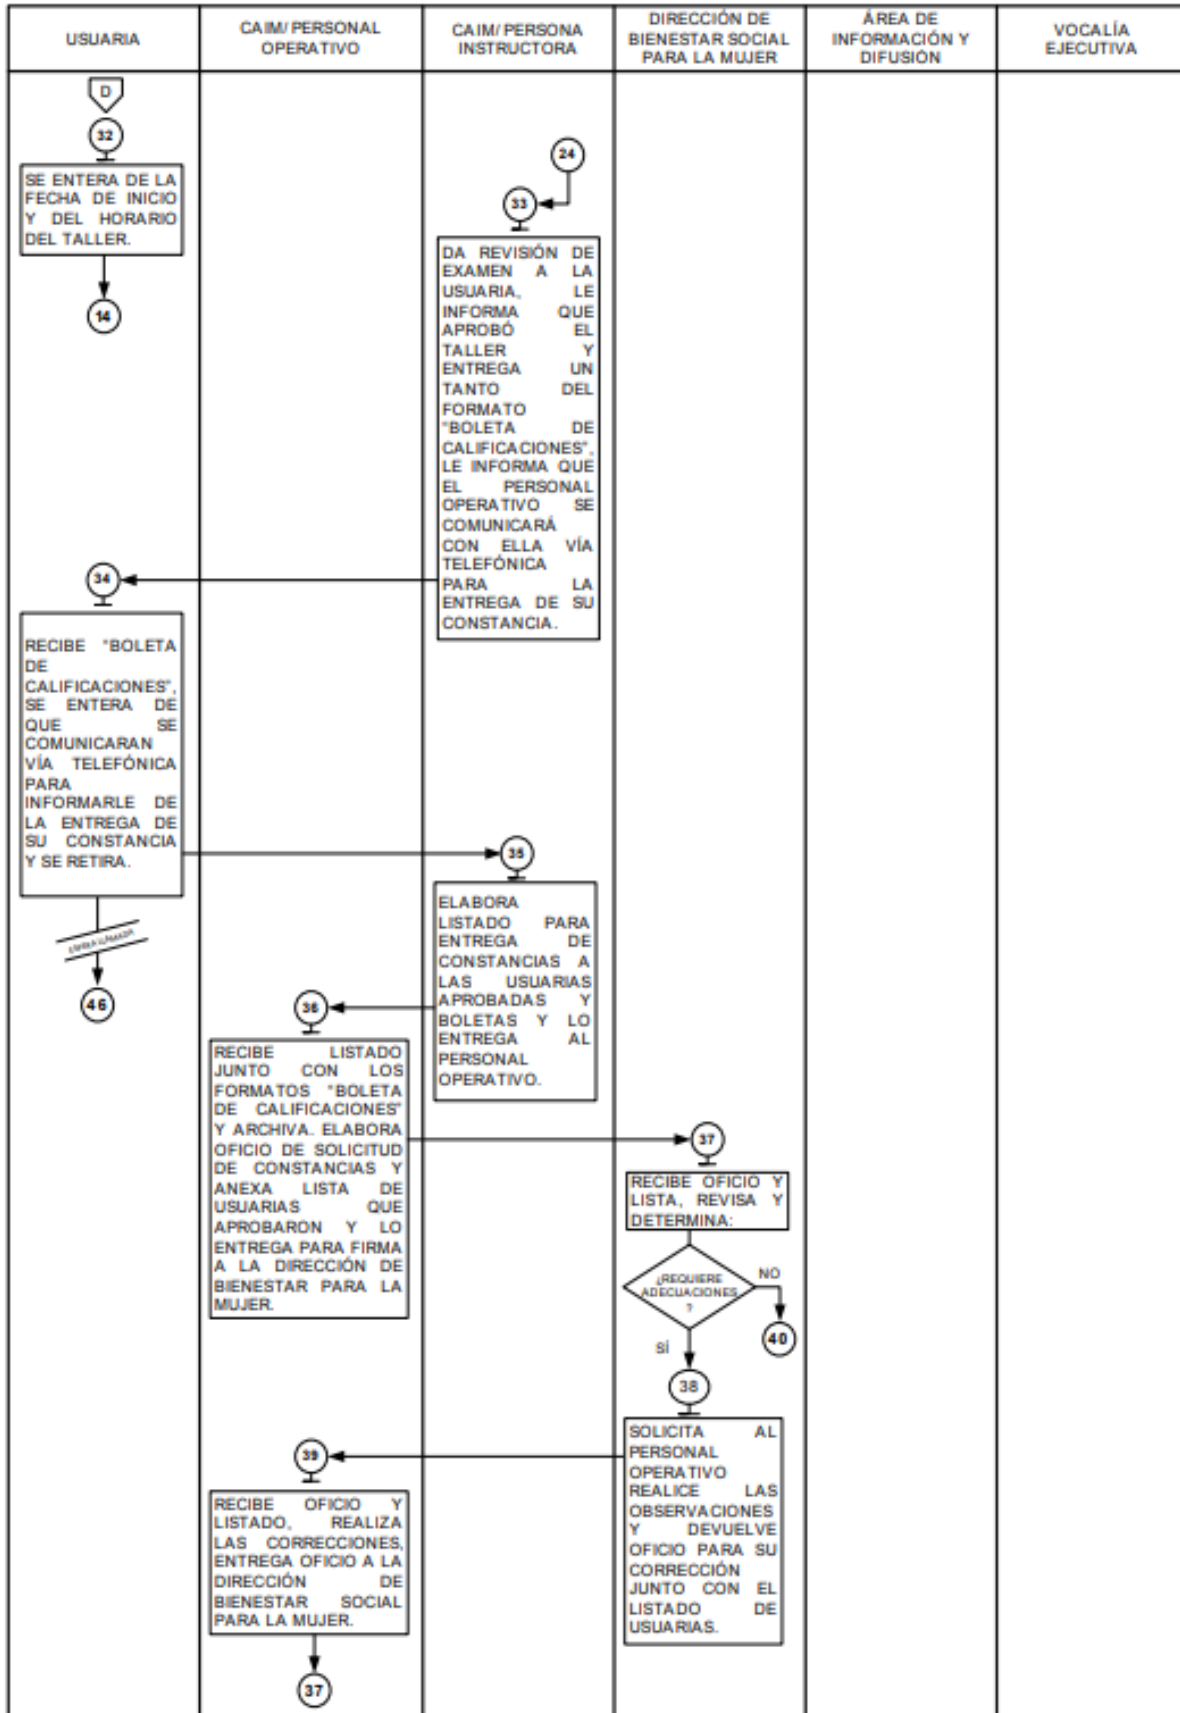 USUARIA
CAIM/ PERSONAL
OPERATIVO
CAIM/ PERSONA
INSTRUCTORA
DIRECCIÓN DE
BIENESTAR SOCIAL
PARA LA MUJER
ÁREA DE
INFORMACIÓN Y
DIFUSIÓN
VOCALÍA
EJECUTIVA
D
32
SE ENTERA DE LA
FECHA DE INICIO
Y DEL HORARIO
DEL TALLER.
14
24
33
DA REVISIÓN DE
EXAMEN A LA
USUARIA, LE
INFORMA QUE
APROBÓ EL
TALLER Y
ENTREGA UN
TANTO DEL
FORMATO
"BOLETA DE
CALIFICACIONES",
LE INFORMA QUE
EL PERSONAL
OPERATIVO SE
COMUNICARÁ
CON ELLA VÍA
TELEFÓNICA
PARA LA
ENTREGA DE SU
CONSTANCIA.
34
RECIBE "BOLETA
DE
CALIFICACIONES",
SE ENTERA DE
QUE SE
COMUNICARAN
VÍA TELEFÓNICA
PARA
INFORMARLE DE
LA ENTREGA DE
SU CONSTANCIA
Y SE RETIRA.
46
35
ELABORA
LISTADO PARA
ENTREGA DE
CONSTANCIAS A
LAS USUARIAS
APROBADAS Y
BOLETAS Y LO
ENTREGA AL
PERSONAL
OPERATIVO.
36
RECIBE LISTADO
JUNTO CON LOS
FORMATOS "BOLETA
DE CALIFICACIONES"
Y ARCHIVA. ELABORA
OFICIO DE SOLICITUD
DE CONSTANCIAS Y
ANEXA LISTA DE
USUARIAS QUE
APROBARON Y LO
ENTREGA PARA FIRMA
A LA DIRECCIÓN DE
BIENESTAR PARA LA
MUJER.
37
RECIBE OFICIO Y
LISTA, REVISA Y
DETERMINA:
¿REQUIERE
ADECUACIONES
?
NO
40
SÍ
38
SOLICITA AL
PERSONAL
OPERATIVO
REALICE LAS
OBSERVACIONES
Y DEVUELVE
OFICIO PARA SU
CORRECCIÓN
JUNTO CON EL
LISTADO DE
USUARIAS.
39
RECIBE OFICIO Y
LISTADO, REALIZA
LAS CORRECCIONES,
ENTREGA OFICIO A LA
DIRECCIÓN DE
BIENESTAR SOCIAL
PARA LA MUJER.
37